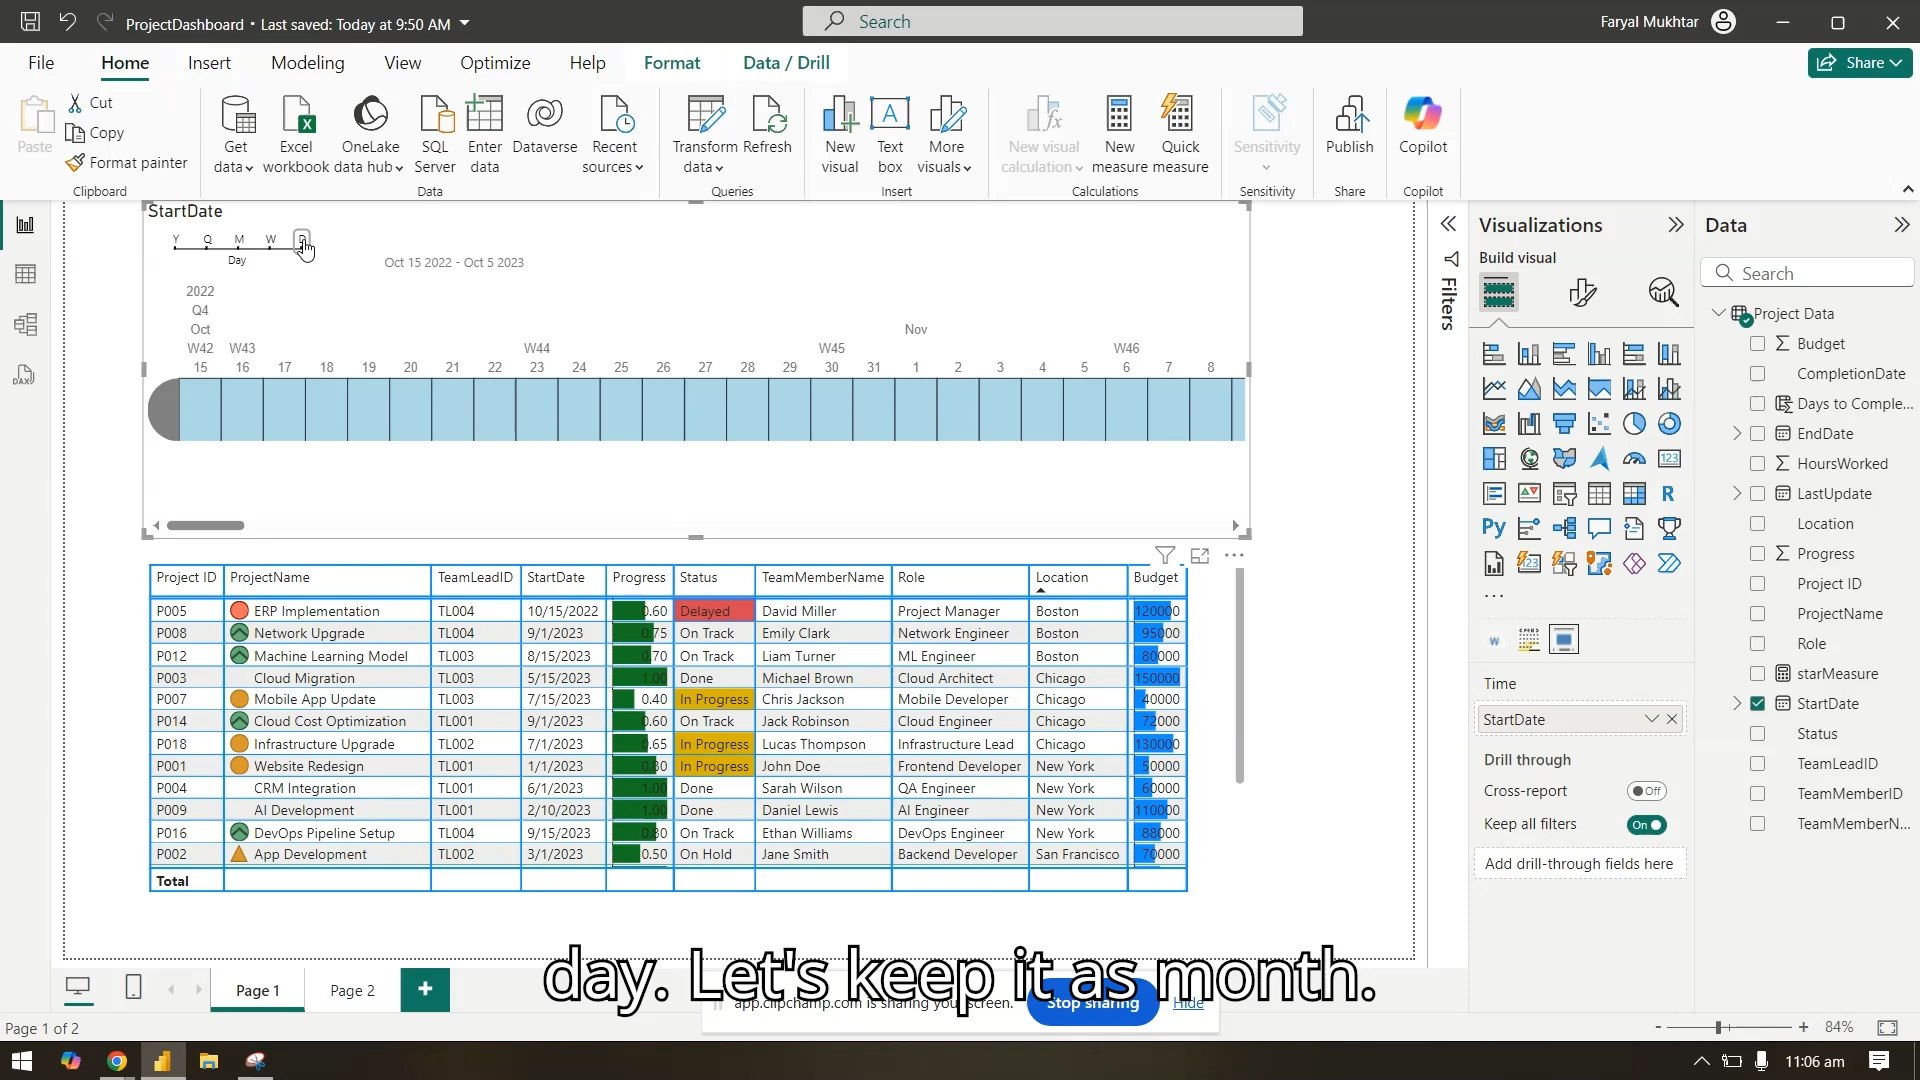 ProjectDashboard • Last saved: Today at 9:50 AM
Search
Faryal Mukhtar
File
Home
Insert
Modeling
View
Optimize
Help
Format
Data / Drill
Share
Paste
Cut
Copy
Format painter
Clipboard
Get data
Excel workbook
OneLake data hub
SQL Server
Enter data
Dataverse
Recent sources
Data
Transform data
Refresh
Queries
New visual
Text box
More visuals
Insert
New visual calculation
New measure
Quick measure
Calculations
Sensitivity
Sensitivity
Publish
Share
Copilot
Copilot
StartDate
Y Q M W D
Day
Oct 15 2022 - Oct 5 2023
2022
Q4
Oct Nov
W42 W43 W44 W45 W46
15 16 17 18 19 20 21 22 23 24 25 26 27 28 29 30 31 1 2 3 4 5 6 7 8
Project ID ProjectName TeamLeadID StartDate Progress Status TeamMemberName Role Location Budget
P005 ERP Implementation TL004 10/15/2022 0.60 Delayed David Miller Project Manager Boston 120000
P008 Network Upgrade TL004 9/1/2023 0.75 On Track Emily Clark Network Engineer Boston 95000
P012 Machine Learning Model TL003 8/15/2023 0.70 On Track Liam Turner ML Engineer Boston 80000
P003 Cloud Migration TL003 5/15/2023 1.00 Done Michael Brown Cloud Architect Chicago 150000
P007 Mobile App Update TL003 7/15/2023 0.40 In Progress Chris Jackson Mobile Developer Chicago 40000
P014 Cloud Cost Optimization TL001 9/1/2023 0.60 On Track Jack Robinson Cloud Engineer Chicago 72000
P018 Infrastructure Upgrade TL002 7/1/2023 0.65 In Progress Lucas Thompson Infrastructure Lead Chicago 130000
P001 Website Redesign TL001 1/1/2023 0.80 In Progress John Doe Frontend Developer New York 50000
P004 CRM Integration TL001 6/1/2023 1.00 Done Sarah Wilson QA Engineer New York 60000
P009 AI Development TL001 2/10/2023 1.00 Done Daniel Lewis AI Engineer New York 110000
P016 DevOps Pipeline Setup TL004 9/15/2023 0.80 On Track Ethan Williams DevOps Engineer New York 88000
P002 App Development TL002 3/1/2023 0.50 On Hold Jane Smith Backend Developer San Francisco 70000
Total
Filters
Visualizations
Build visual
123
R
Py
...
W
Time
StartDate
Drill through
Cross-report Off
Keep all filters On
Add drill-through fields here
Data
Search
Project Data
Budget
CompletionDate
Days to Comple...
EndDate
HoursWorked
LastUpdate
Location
Progress
Project ID
ProjectName
Role
starMeasure
StartDate
Status
TeamLeadID
TeamMemberID
TeamMemberN...
day. Let's keep it as month.
app.clipchamp.com is sharing your screen.
Stop sharing
Hide
Page 1
Page 2
+
Page 1 of 2
- + 84%
11:06 am